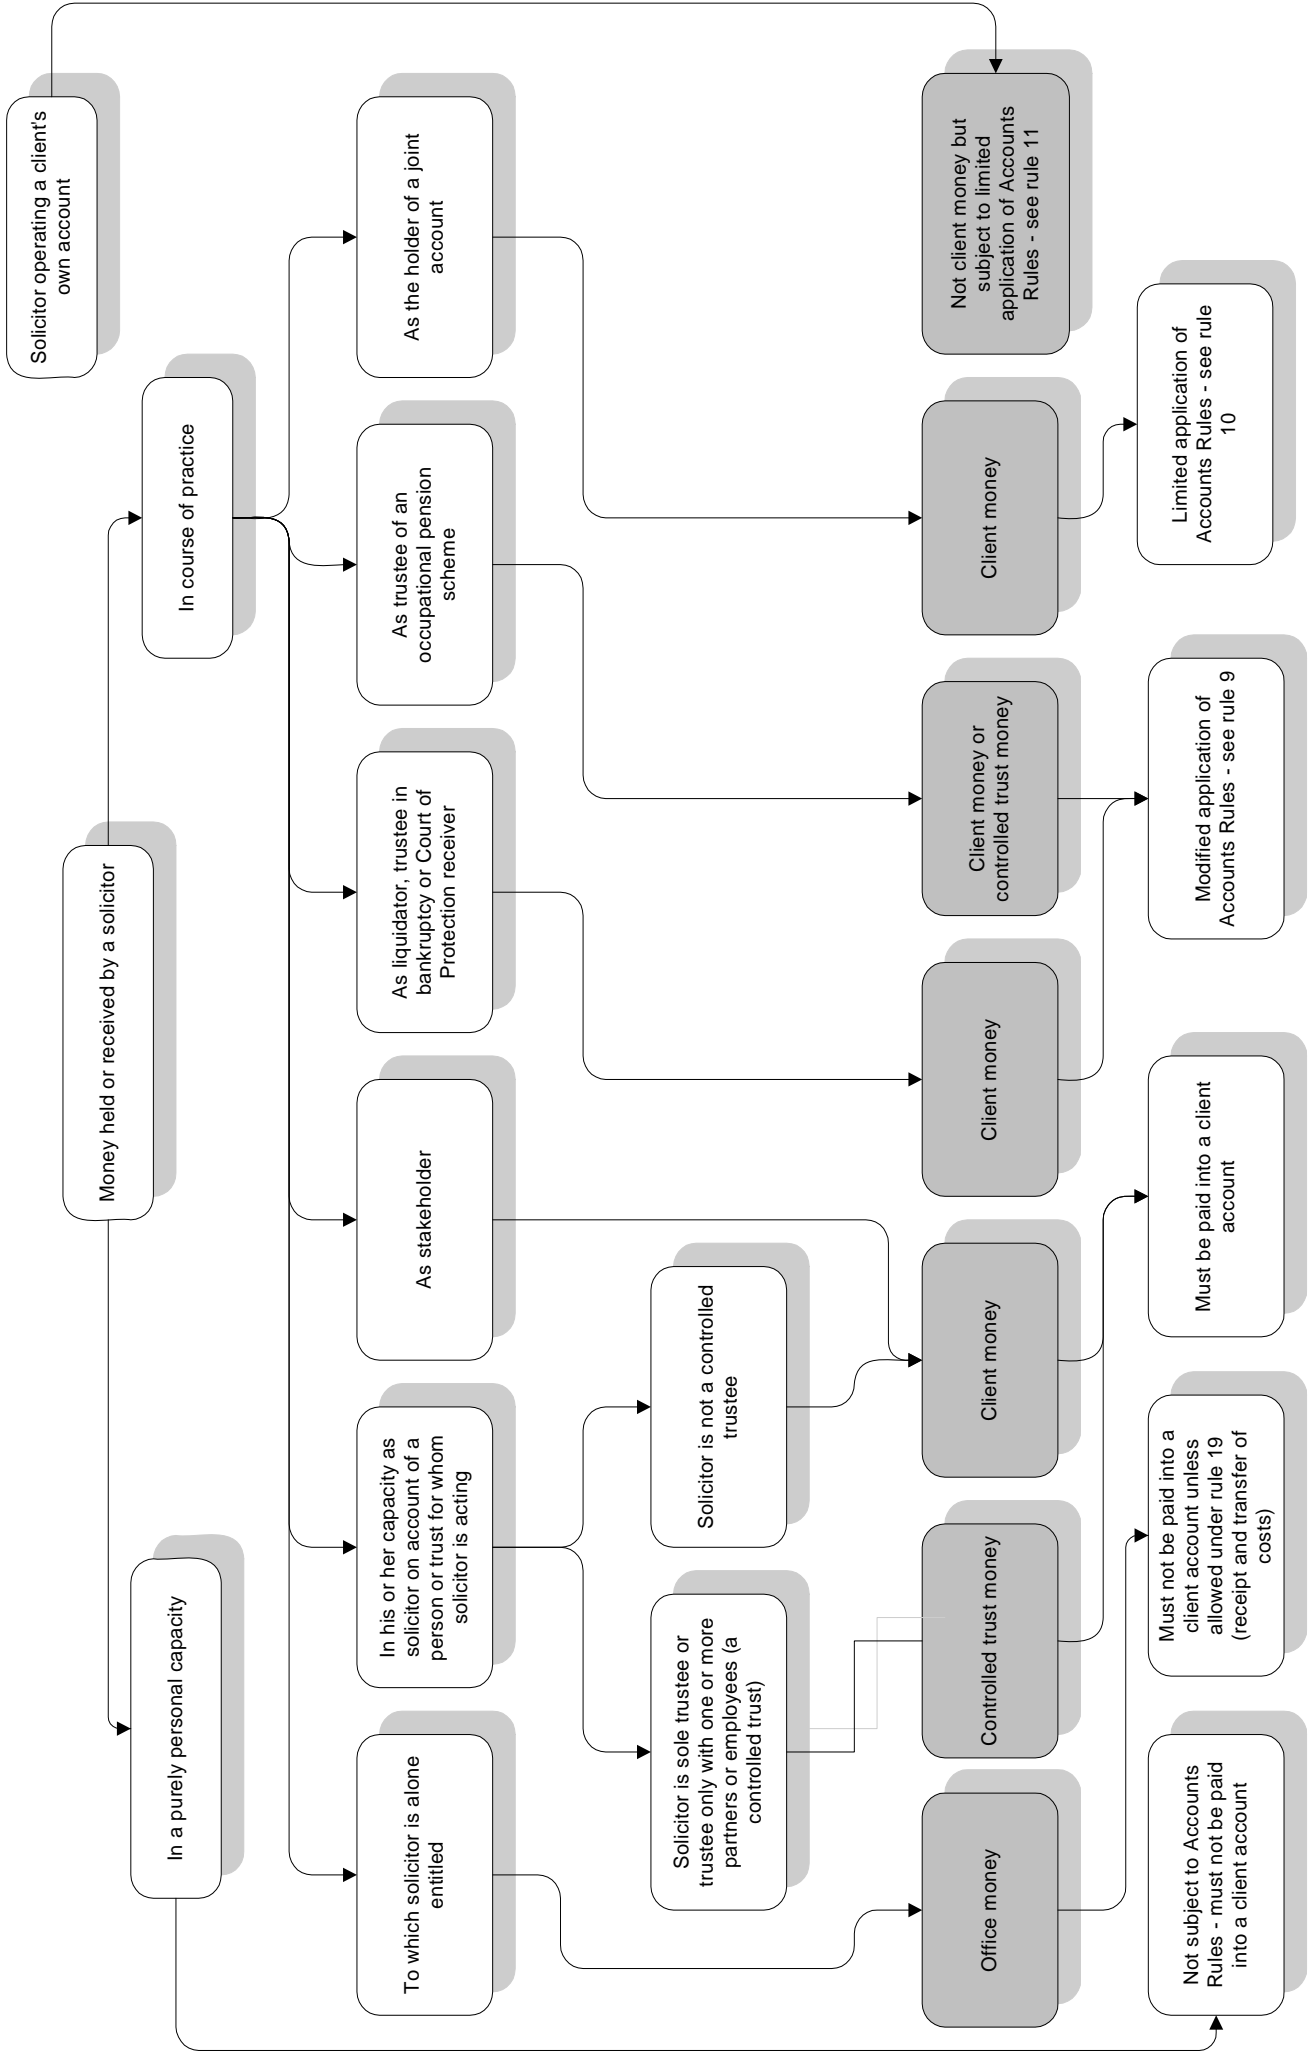 Solicitor operating a client's
own account
Money held or received by a solicitor
In a purely personal capacity
In course of practice
To which solicitor is alone
entitled
In his or her capacity as
solicitor on account of a
person or trust for whom
solicitor is acting
As stakeholder
As liquidator, trustee in
bankruptcy or Court of
Protection receiver
As trustee of an
occupational pension
scheme
As the holder of a joint
account
Solicitor is sole trustee or
trustee only with one or more
partners or employees (a
controlled trust)
Solicitor is not a controlled
trustee
Office money
Controlled trust money
Client money
Client money
Client money or
controlled trust money
Client money
Not client money but
subject to limited
application of Accounts
Rules - see rule 11
Not subject to Accounts
Rules - must not be paid
into a client account
Must not be paid into a
client account unless
allowed under rule 19
(receipt and transfer of
costs)
Must be paid into a client
account
Modified application of
Accounts Rules - see rule 9
Limited application of
Accounts Rules - see rule
10